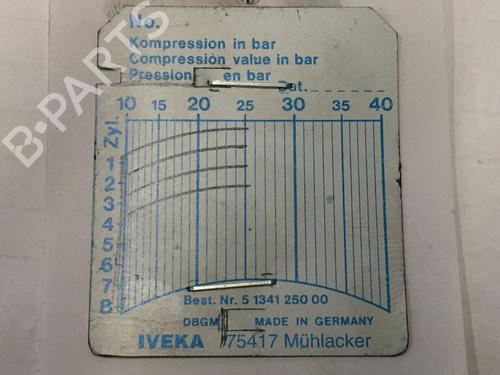 No.
Kompression in bar
Compression value in bar
Pression en bar
Dat.
10 15 20 25 30 35 40
Zyl.
1
2
3
4
5
6
7
8
Best. Nr. 5 1341 250 00
DBGM MADE IN GERMANY
IVEKA 75417 Mühlacker
B-PARTS